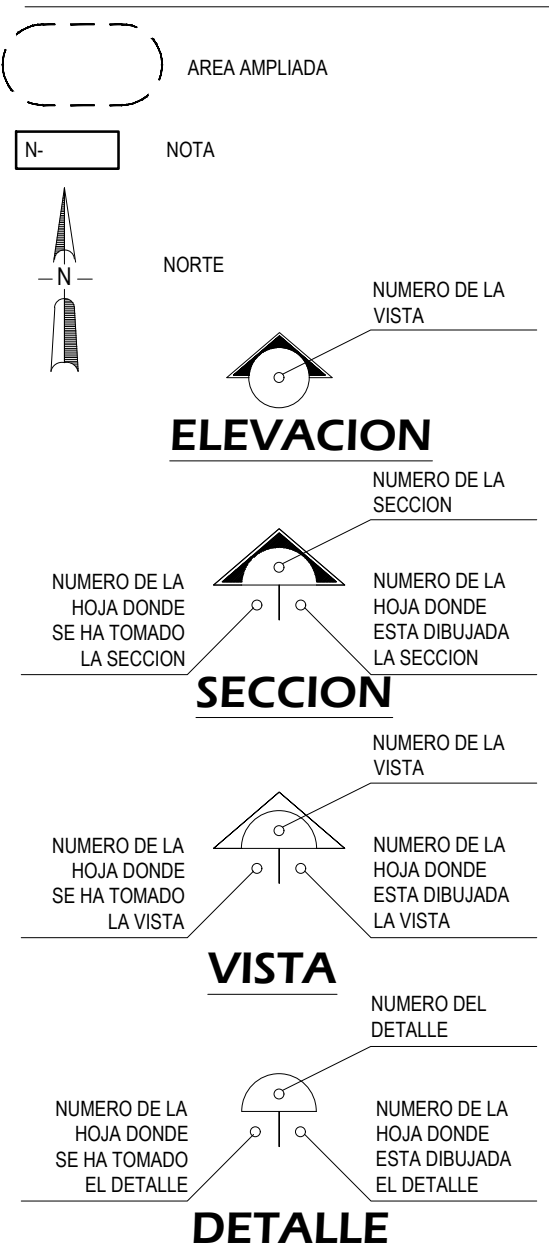 AREA AMPLIADA
N-
NOTA
N
NORTE
NUMERO DE LA
VISTA
ELEVACION
NUMERO DE LA
SECCION
NUMERO DE LA
HOJA DONDE
SE HA TOMADO
LA SECCION
NUMERO DE LA
HOJA DONDE
ESTA DIBUJADA
LA SECCION
SECCION
NUMERO DE LA
VISTA
NUMERO DE LA
HOJA DONDE
SE HA TOMADO
LA VISTA
NUMERO DE LA
HOJA DONDE
ESTA DIBUJADA
LA VISTA
VISTA
NUMERO DEL
DETALLE
NUMERO DE LA
HOJA DONDE
SE HA TOMADO
EL DETALLE
NUMERO DE LA
HOJA DONDE
ESTA DIBUJADA
EL DETALLE
DETALLE